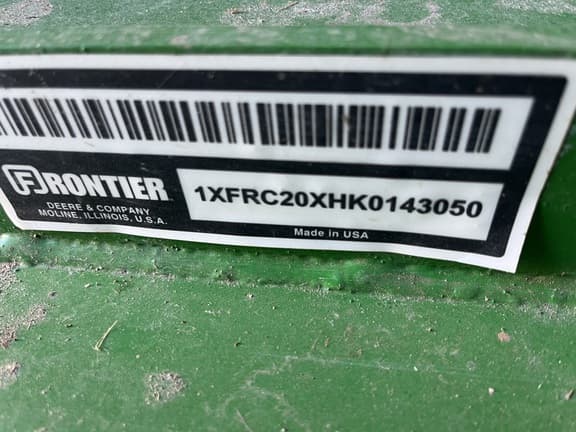 FRONTIER
DEERE & COMPANY
MOLINE, ILLINOIS, U.S.A.
1XFRC20XHK0143050
Made in USA